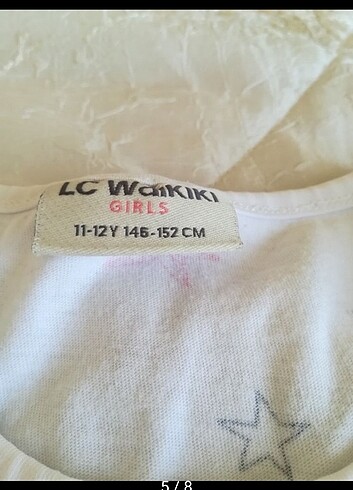 LC WaiKiKi
GIRLS
11-12Y 146-152 CM
5 / 8